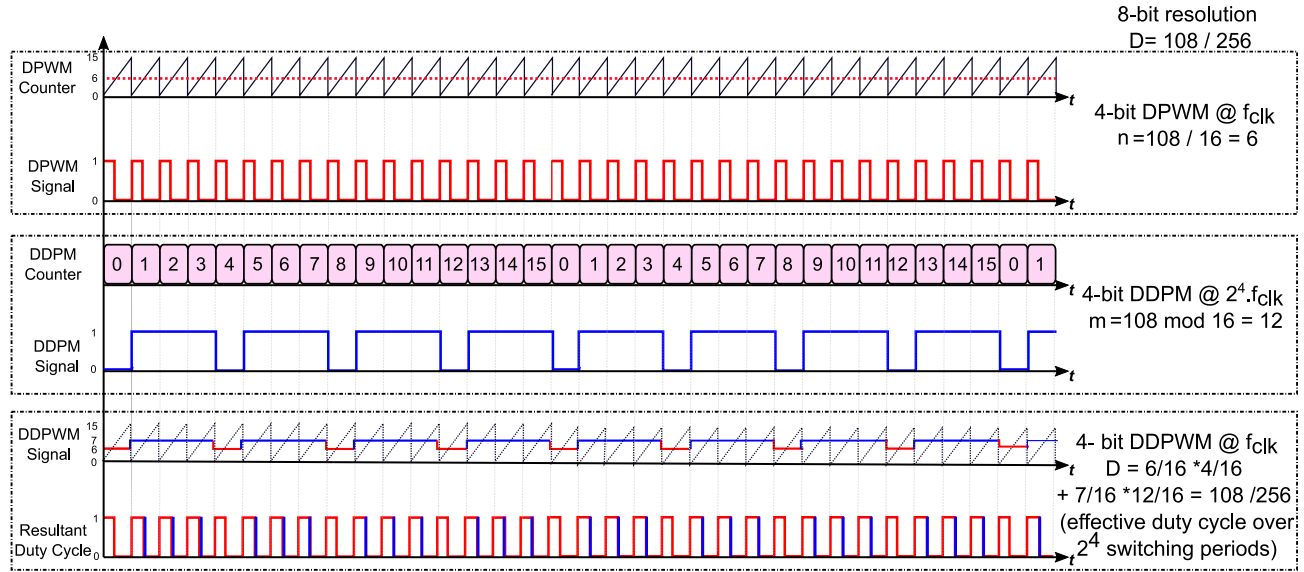 8-bit resolution
D= 108 / 256
DPWM
Counter
15
6
0
t
4-bit DPWM @ fclk
n =108 / 16 = 6
DPWM
Signal
1
0
t
DDPM
Counter
0 1 2 3 4 5 6 7 8 9 10 11 12 13 14 15 0 1 2 3 4 5 6 7 8 9 10 11 12 13 14 15 0 1
t
4-bit DDPM @ 2^4.fclk
m =108 mod 16 = 12
DDPM
Signal
1
0
t
DDPWM
Signal
15
7
6
0
t
4- bit DDPWM @ fclk
D = 6/16 *4/16
+ 7/16 *12/16 = 108 /256
(effective duty cycle over
2^4 switching periods)
Resultant
Duty Cycle
1
0
t